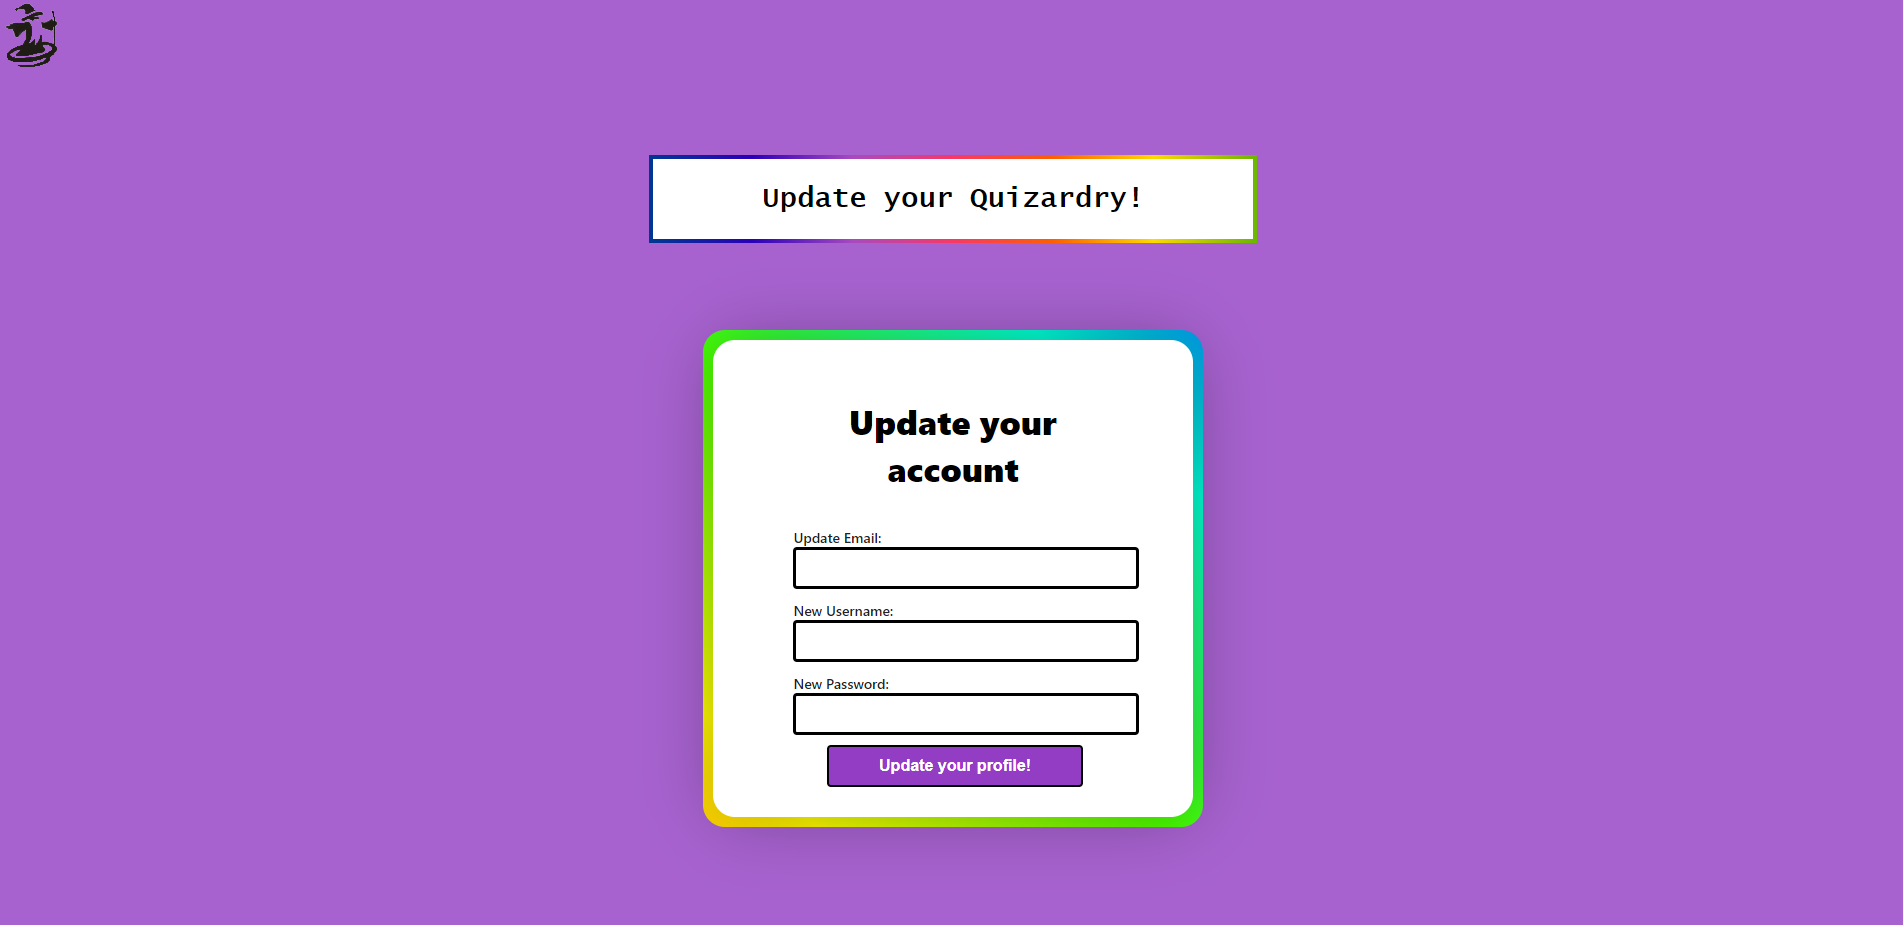 Update your Quizardry!
Update your
account
Update Email:
New Username:
New Password:
Update your profile!